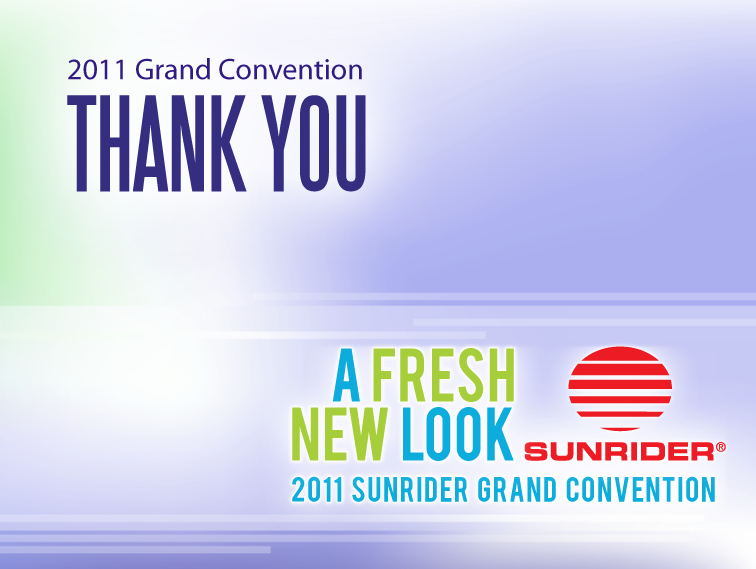 2011 Grand Convention
THANK YOU
A FRESH
NEW LOOK
SUNRIDER®
2011 SUNRIDER GRAND CONVENTION